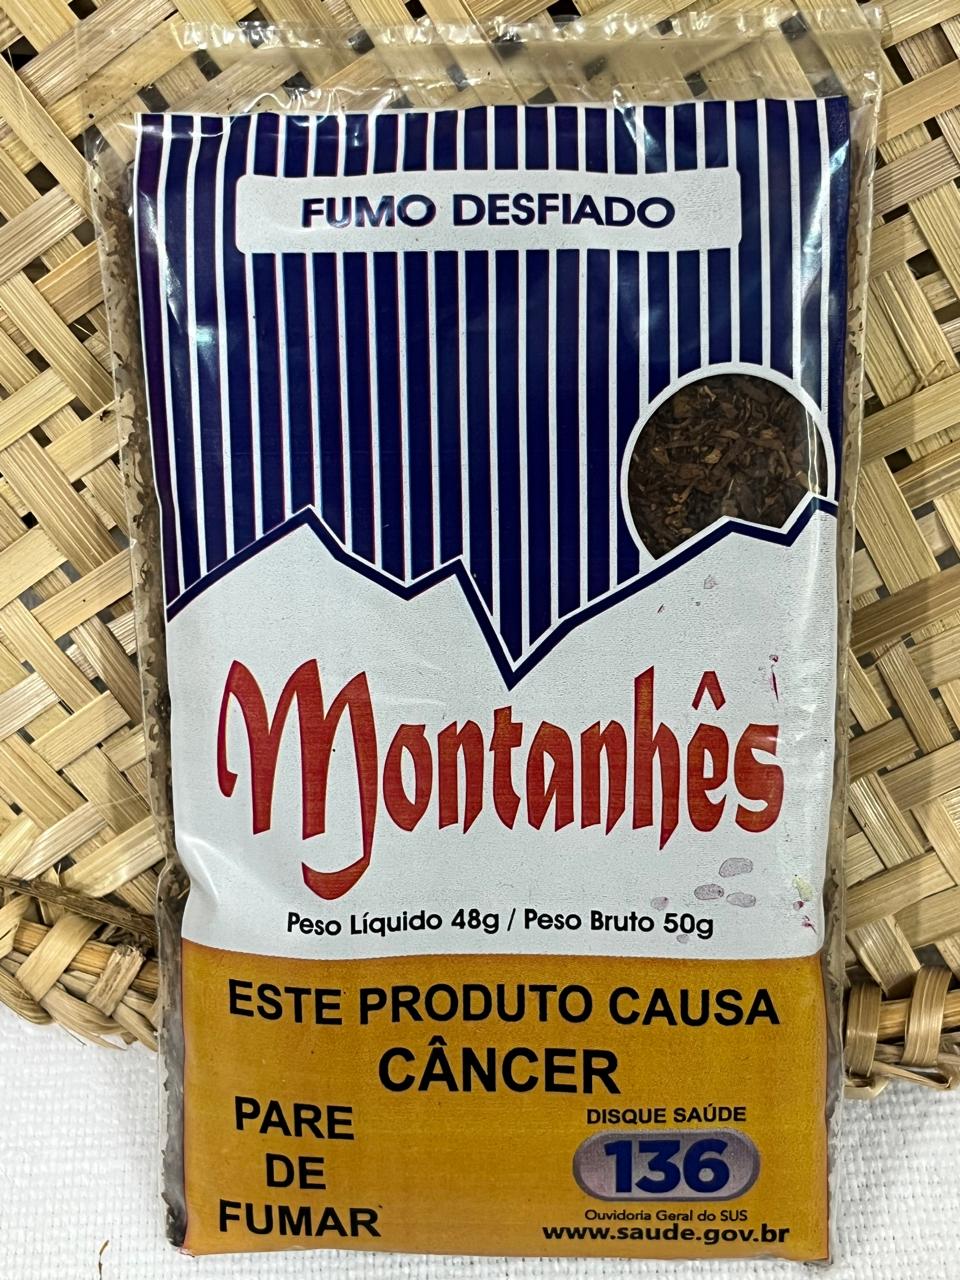 FUMO DESFIADO
Montanhês
Peso Líquido 48g / Peso Bruto 50g
ESTE PRODUTO CAUSA
CÂNCER
PARE
DE
FUMAR
DISQUE SAÚDE
136
Ouvidoria Geral do SUS
www.saude.gov.br